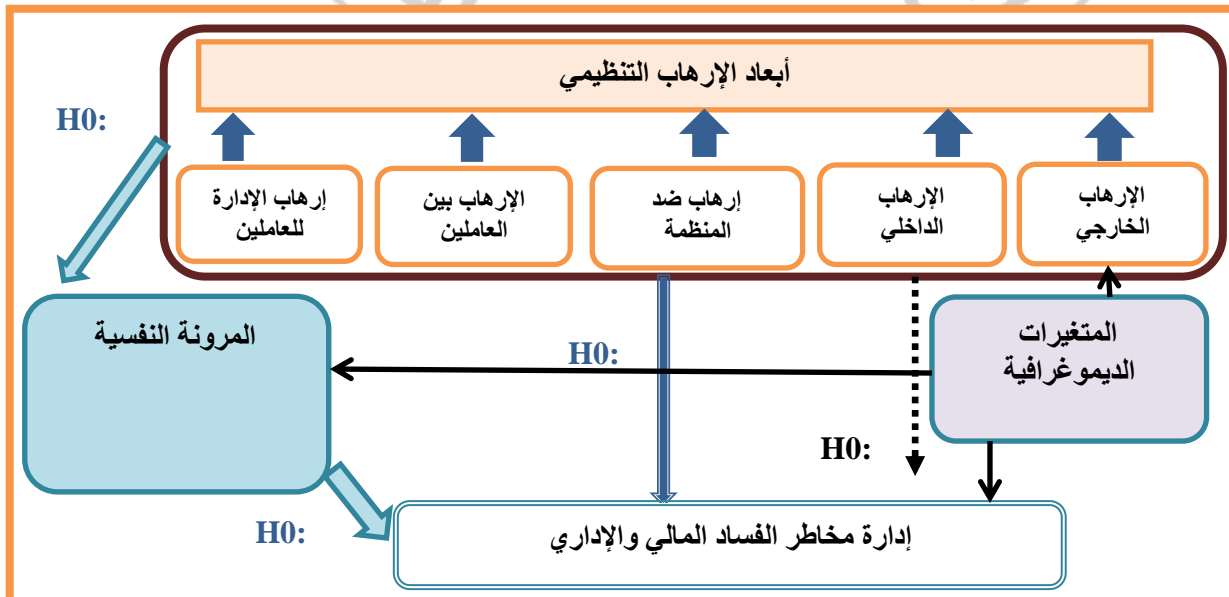 أبعاد الإرهاب التنظيمي
H0:
الإرهاب
الخارجي
الإرهاب
الداخلي
إرهاب ضد
المنظمة
الإرهاب بين
العاملين
إرهاب الإدارة
للعاملين
المتغيرات
الديموغرافية
المرونة النفسية
H0:
H0:
H0:
إدارة مخاطر الفساد المالي والإداري